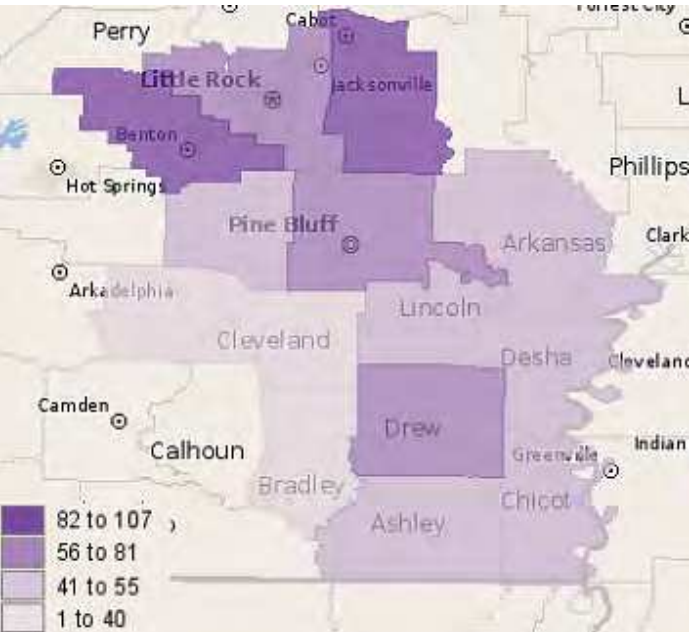 Forrest City
Cabot
Perry
Little Rock
Jacksonville
L
Benton
Hot Springs
Phillips
Pine Bluff
Clark
Arkansas
Arkadelphia
Lincoln
Cleveland
Desha
Cleveland
Camden
Drew
Calhoun
Greenville
Indian
Bradley
Chicot
Ashley
82 to 107
56 to 81
41 to 55
1 to 40